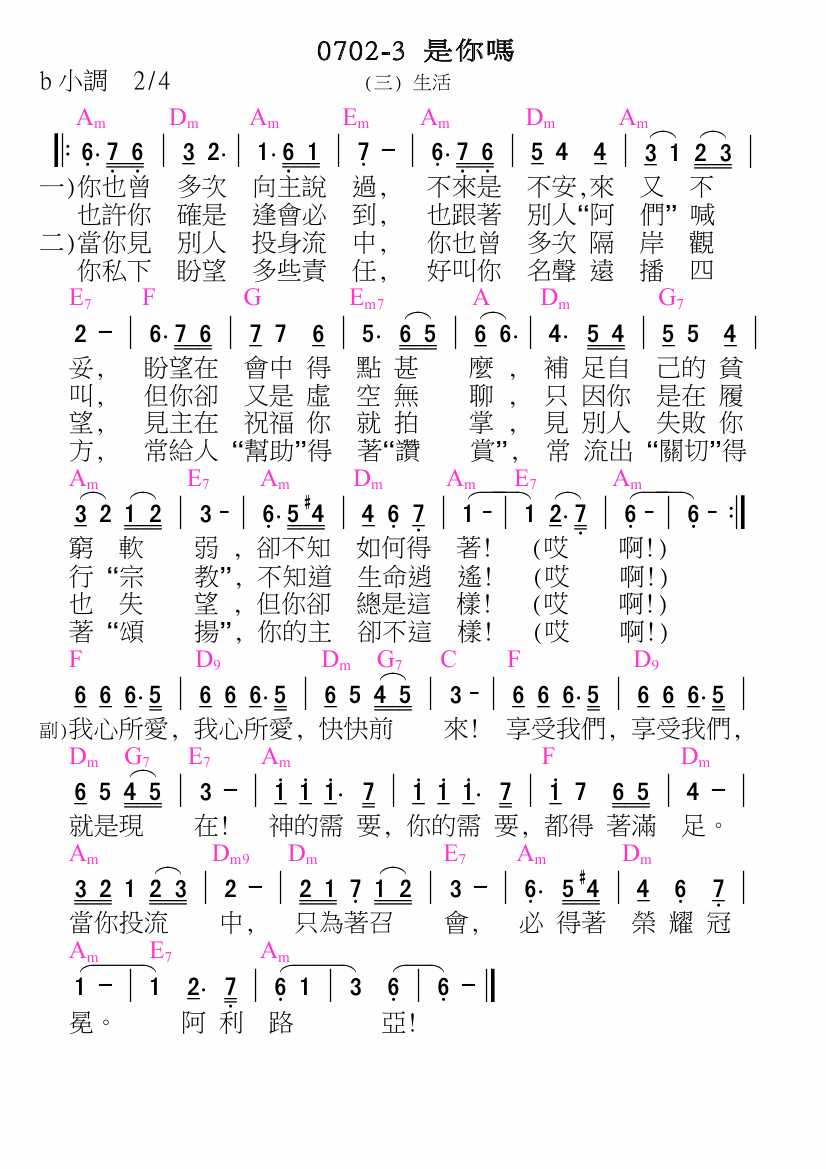 0702-3 是你嗎
b 小調 2/4 (三) 生活
Am Dm Am Em Am Dm Am
‖: 6. 7 6 | 3 2. | 1. 6 1 | 7 - | 6. 7 6 | 5 4 4 | 3 1 2 3 |
一)你也曾 多次 向主說 過, 不來是 不安,來 又 不
也許你 確是 逢會必 到, 也跟著 別人“阿 們” 喊
二)當你見 別人 投身流 中, 你也曾 多次 隔 岸 觀
你私下 盼望 多些責 任, 好叫你 名聲 遠 播 四
E7 F G Em7 A Dm G7
2 - | 6. 7 6 | 7 7 6 | 5. 6 5 | 6 6. | 4. 5 4 | 5 5 4 |
妥, 盼望在 會中 得 點 甚 麼 , 補 足自 己的 貧
叫, 但你卻 又是 虛 空 無 聊 , 只 因你 是在 履
望, 見主在 祝福 你 就 拍 掌 , 見 別人 失敗 你
方, 常給人 “幫助”得 著“讚 賞”, 常 流出 “關切”得
Am E7 Am Dm Am E7 Am
3 2 1 2 | 3 - | 6. 5 #4 | 4 6 7 | 1 - | 1 2. 7 | 6 - | 6 - :‖
窮 軟 弱 , 卻不知 如何得 著! (哎 啊!)
行 “宗 教”, 不知道 生命逍 遙! (哎 啊!)
也 失 望 , 但你卻 總是這 樣! (哎 啊!)
著 “頌 揚”, 你的主 卻不這 樣! (哎 啊!)
F D9 Dm G7 C F D9
6 6 6. 5 | 6 6 6. 5 | 6 5 4 5 | 3 - | 6 6 6. 5 | 6 6 6. 5 |
副)我心所愛, 我心所愛, 快快前 來! 享受我們, 享受我們,
Dm G7 E7 Am F Dm
6 5 4 5 | 3 - | 1 1 1. 7 | 1 1 1. 7 | 1 7 6 5 | 4 - |
就是現 在! 神的需 要, 你的需 要, 都得 著滿 足。
Am Dm9 Dm E7 Am Dm
3 2 1 2 3 | 2 - | 2 1 7 1 2 | 3 - | 6. 5 #4 | 4 6 7 |
當你投流 中, 只為著召 會, 必 得著 榮 耀 冠
Am E7 Am
1 - | 1 2. 7 | 6 1 | 3 6 | 6 - ‖
冕。 阿 利 路 亞!